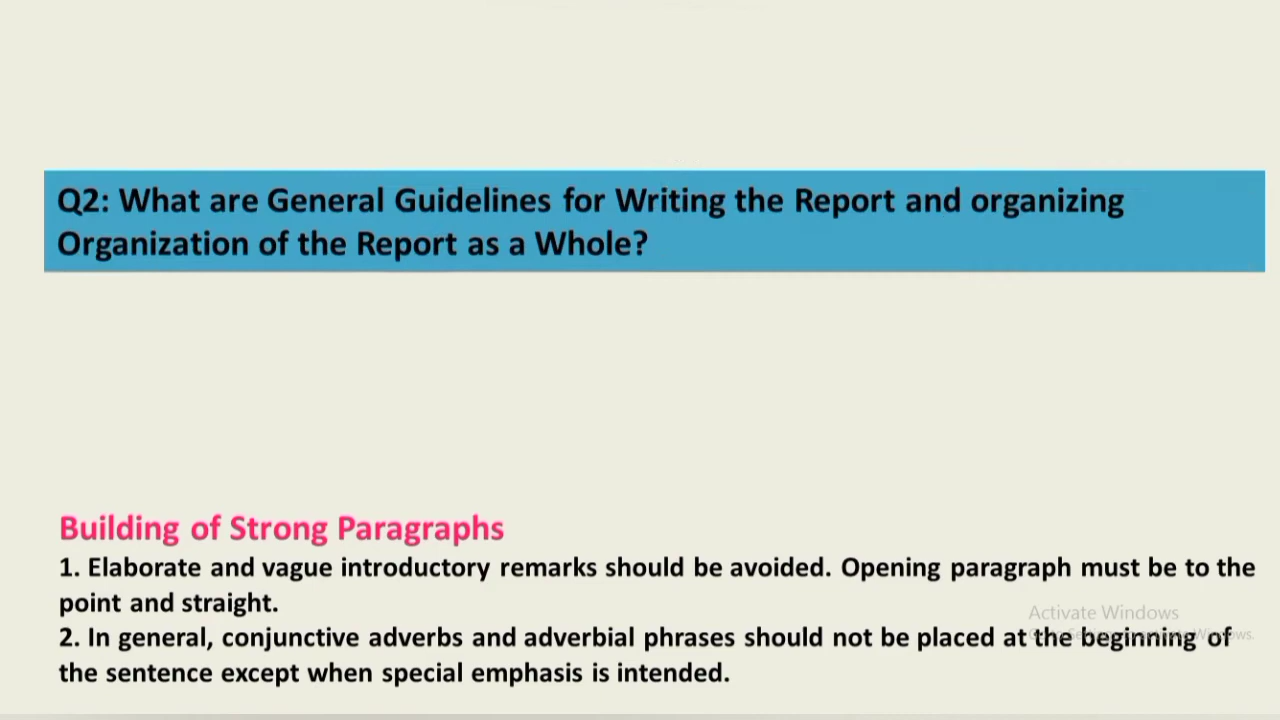 Q2: What are General Guidelines for Writing the Report and organizing
Organization of the Report as a Whole?
Building of Strong Paragraphs
1. Elaborate and vague introductory remarks should be avoided. Opening paragraph must be to the
point and straight.
Activate Windows
2. In general, conjunctive adverbs and adverbial phrases should not be placed at the beginning of
the sentence except when special emphasis is intended.